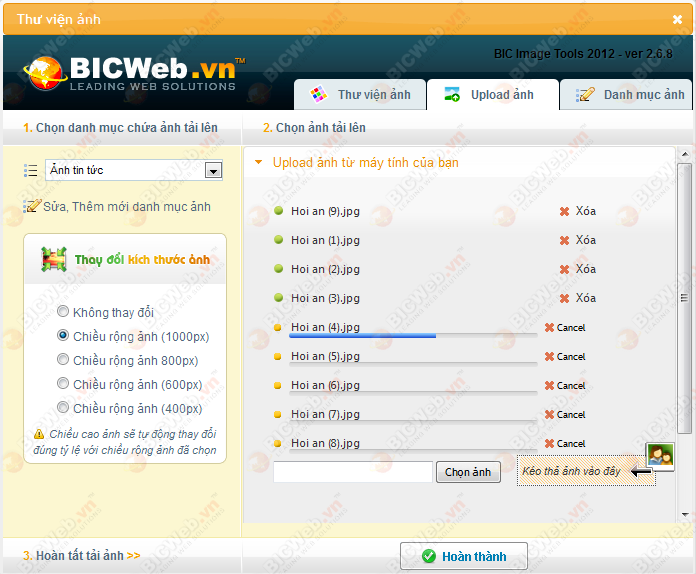 Thư viện ảnh
BICWeb.vn™
LEADING WEB SOLUTIONS
BIC Image Tools 2012 - ver 2.6.8
Thư viện ảnh
Upload ảnh
Danh mục ảnh
1. Chọn danh mục chứa ảnh tải lên
2. Chọn ảnh tải lên
Ảnh tin tức
Sửa, Thêm mới danh mục ảnh
Thay đổi kích thước ảnh
Không thay đổi
Chiều rộng ảnh (1000px)
Chiều rộng ảnh 800px)
Chiều rộng ảnh (600px)
Chiều rộng ảnh (400px)
Chiều cao ảnh sẽ tự động thay đổi
đúng tỷ lệ với chiều rộng ảnh đã chọn
Upload ảnh từ máy tính của bạn
Hoi an (9).jpg Xóa
Hoi an (1).jpg Xóa
Hoi an (2).jpg Xóa
Hoi an (3).jpg Xóa
Hoi an (4).jpg Cancel
Hoi an (5).jpg Cancel
Hoi an (6).jpg Cancel
Hoi an (7).jpg Cancel
Hoi an (8).jpg Cancel
Chọn ảnh
Kéo thả ảnh vào đây
3. Hoàn tất tải ảnh >>
Hoàn thành